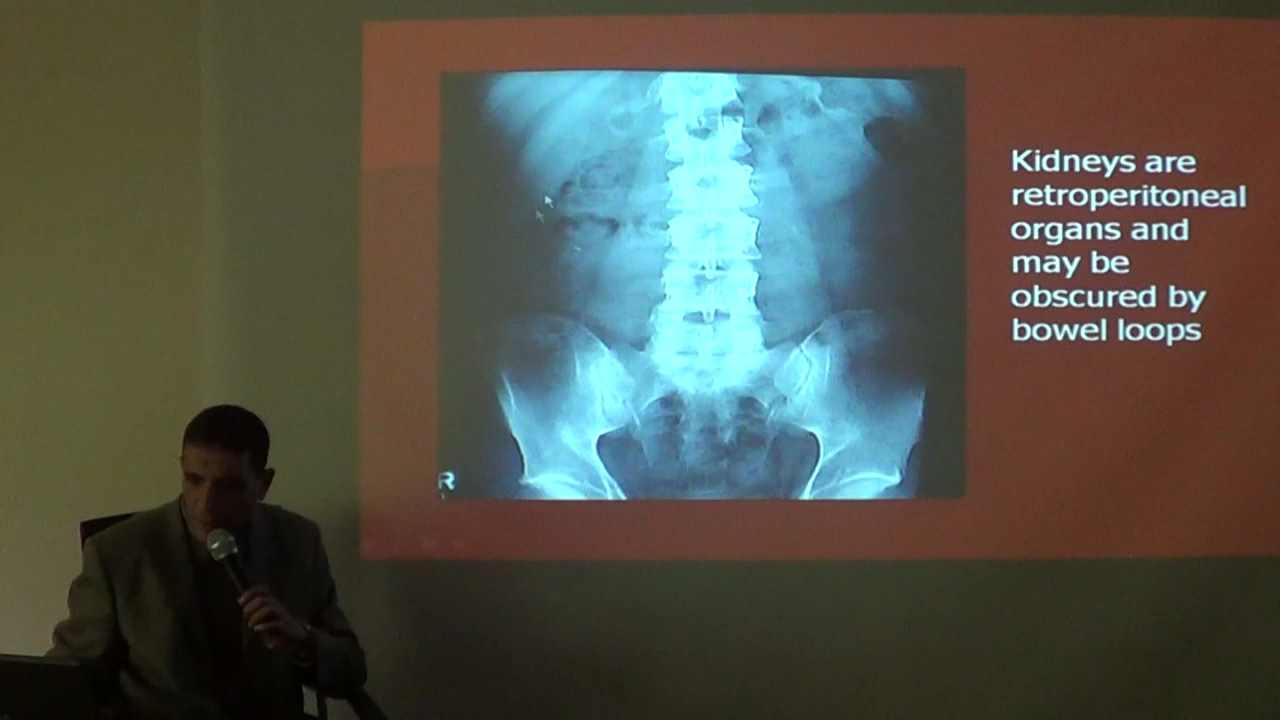 Kidneys are
retroperitoneal
organs and
may be
obscured by
bowel loops
R